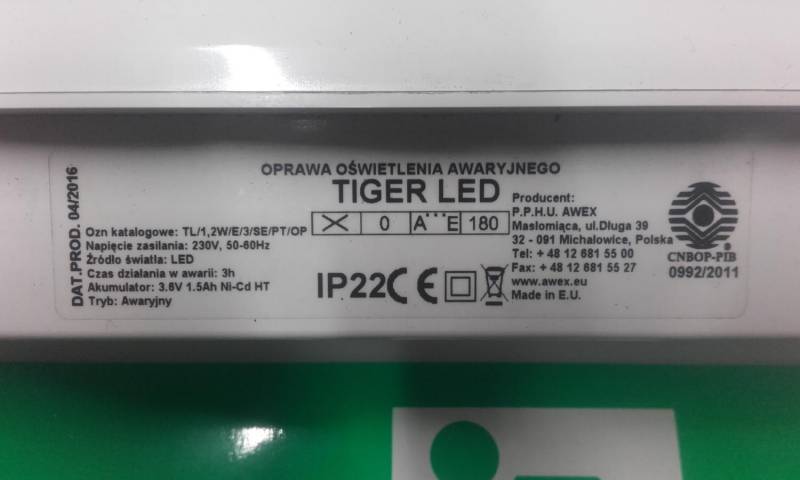 OPRAWA OŚWIETLENIA AWARYJNEGO
TIGER LED
X 0 A***E 180
DAT.PROD. 04/2016
Ozn katalogowe: TL/1,2W/E/3/SE/PT/OP
Napięcie zasilania: 230V, 50-60Hz
Źródło światła: LED
Czas działania w awarii: 3h
Akumulator: 3.6V 1.5Ah Ni-Cd HT
Tryb: Awaryjny
IP22 CE
Producent:
P.P.H.U. AWEX
Masłomiąca, ul.Długa 39
32 - 091 Michalowice, Polska
Tel: + 48 12 681 55 00
Fax: + 48 12 681 55 27
www.awex.eu
Made in E.U.
CNBOP-PIB
0992/2011